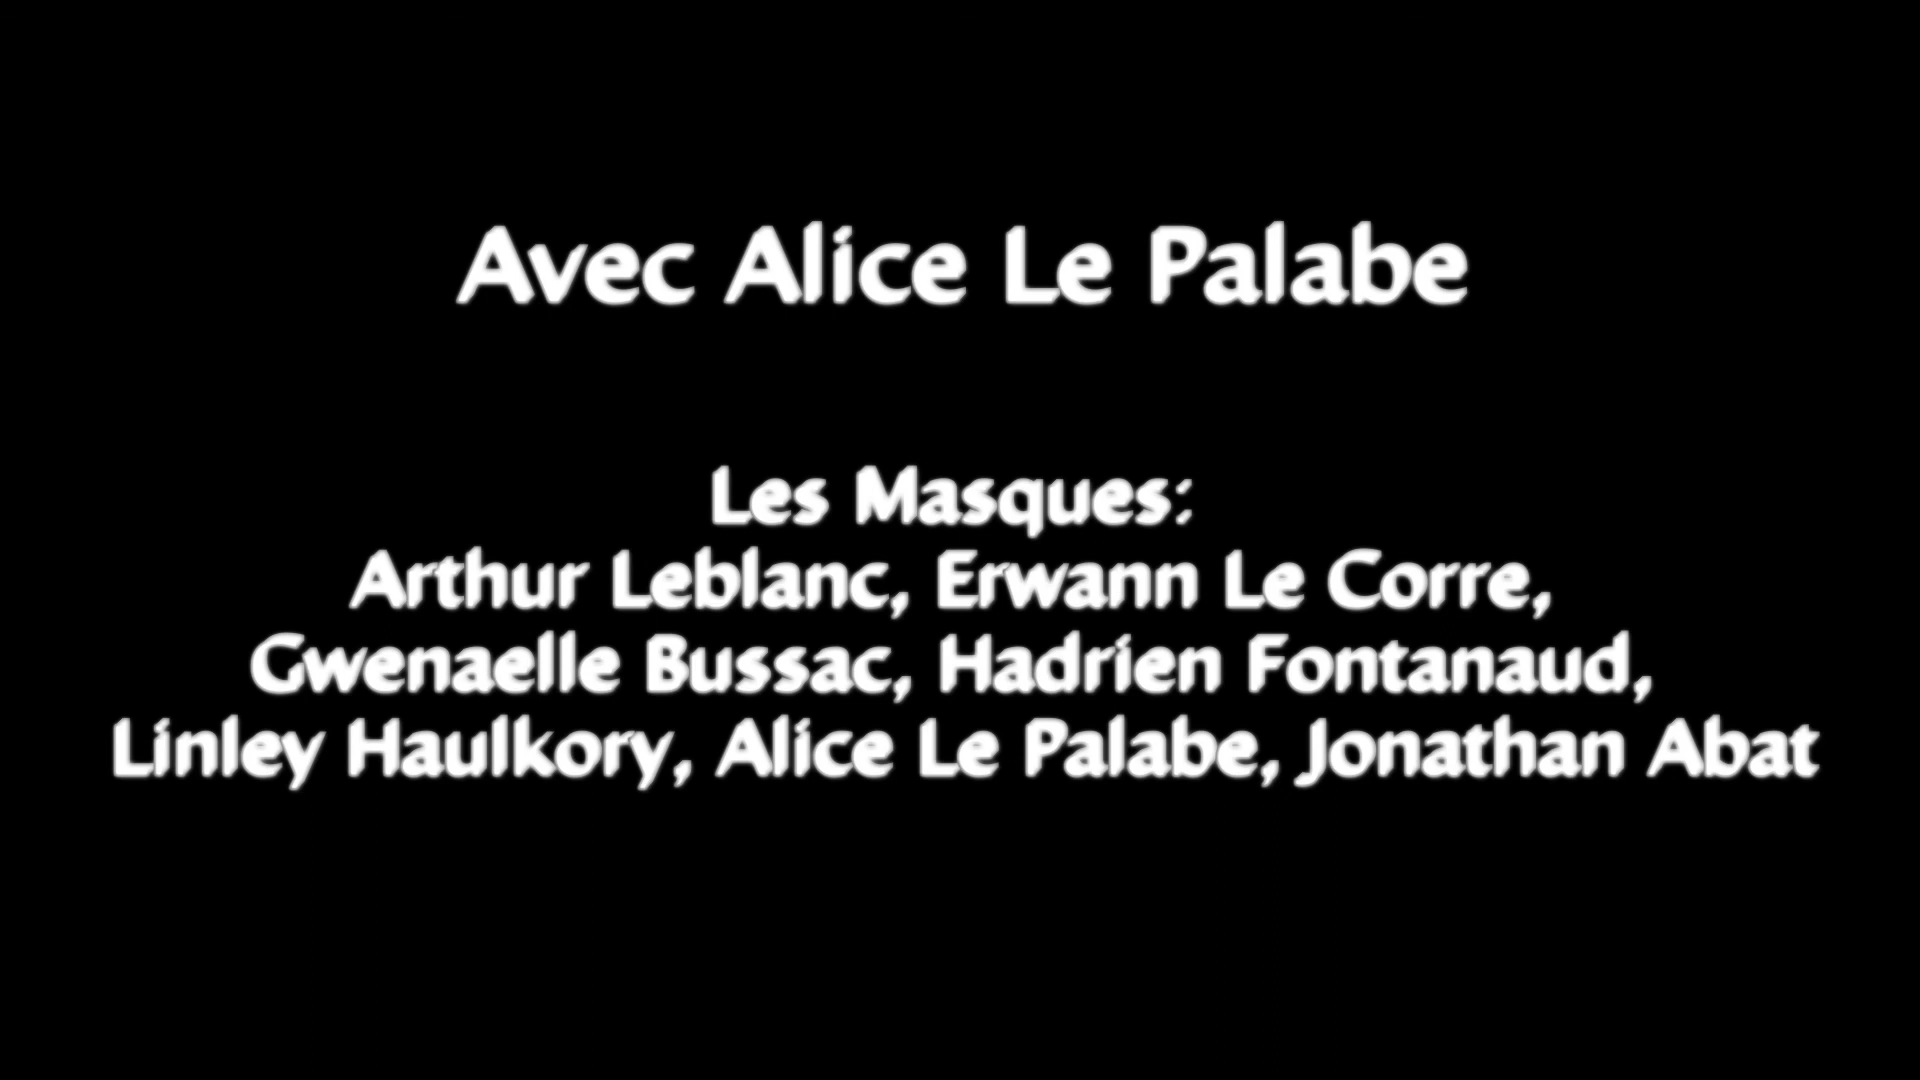 Avec Alice Le Palabe
Les Masques:
Arthur Leblanc, Erwann Le Corre,
Gwenaelle Bussac, Hadrien Fontanaud,
Linley Haulkory, Alice Le Palabe, Jonathan Abat